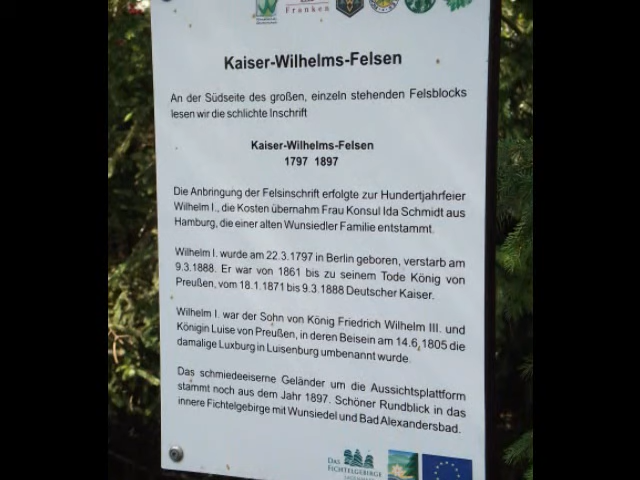 Franken
Kaiser-Wilhelms-Felsen
An der Südseite des großen, einzeln stehenden Felsblocks
lesen wir die schlichte Inschrift
Kaiser-Wilhelms-Felsen
1797 1897
Die Anbringung der Felsinschrift erfolgte zur Hundertjahrfeier
Wilhelm I., die Kosten übernahm Frau Konsul Ida Schmidt aus
Hamburg, die einer alten Wunsiedler Familie entstammt.
Wilhelm I. wurde am 22.3.1797 in Berlin geboren, verstarb am
9.3.1888. Er war von 1861 bis zu seinem Tode König von
Preußen, vom 18.1.1871 bis 9.3.1888 Deutscher Kaiser.
Wilhelm I. war der Sohn von König Friedrich Wilhelm III. und
Königin Luise von Preußen, in deren Beisein am 14.6.1805 die
damalige Luxburg in Luisenburg umbenannt wurde.
Das schmiedeeiserne Geländer um die Aussichtsplattform
stammt noch aus dem Jahr 1897. Schöner Rundblick in das
innere Fichtelgebirge mit Wunsiedel und Bad Alexandersbad.
Das
Fichtelgebirge